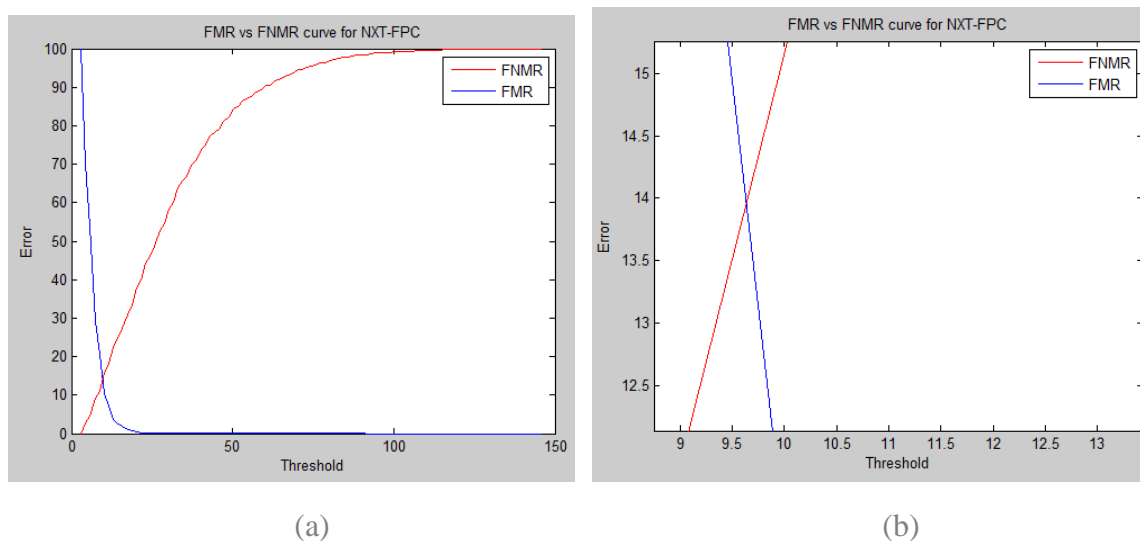 FMR vs FNMR curve for NXT-FPC
100
90
80
70
60
50
40
30
20
10
0
Error
FNMR
FMR
0 50 100 150
Threshold
(a)
FMR vs FNMR curve for NXT-FPC
15
14.5
14
13.5
13
12.5
Error
FNMR
FMR
9 9.5 10 10.5 11 11.5 12 12.5 13
Threshold
(b)